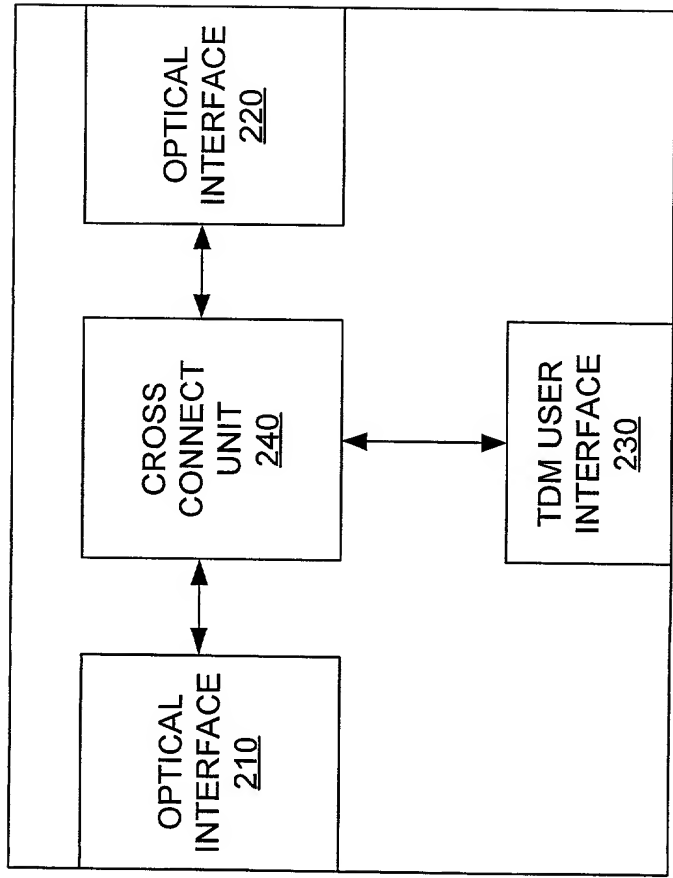 OPTICAL
INTERFACE
210
CROSS
CONNECT
UNIT
240
OPTICAL
INTERFACE
220
TDM USER
INTERFACE
230